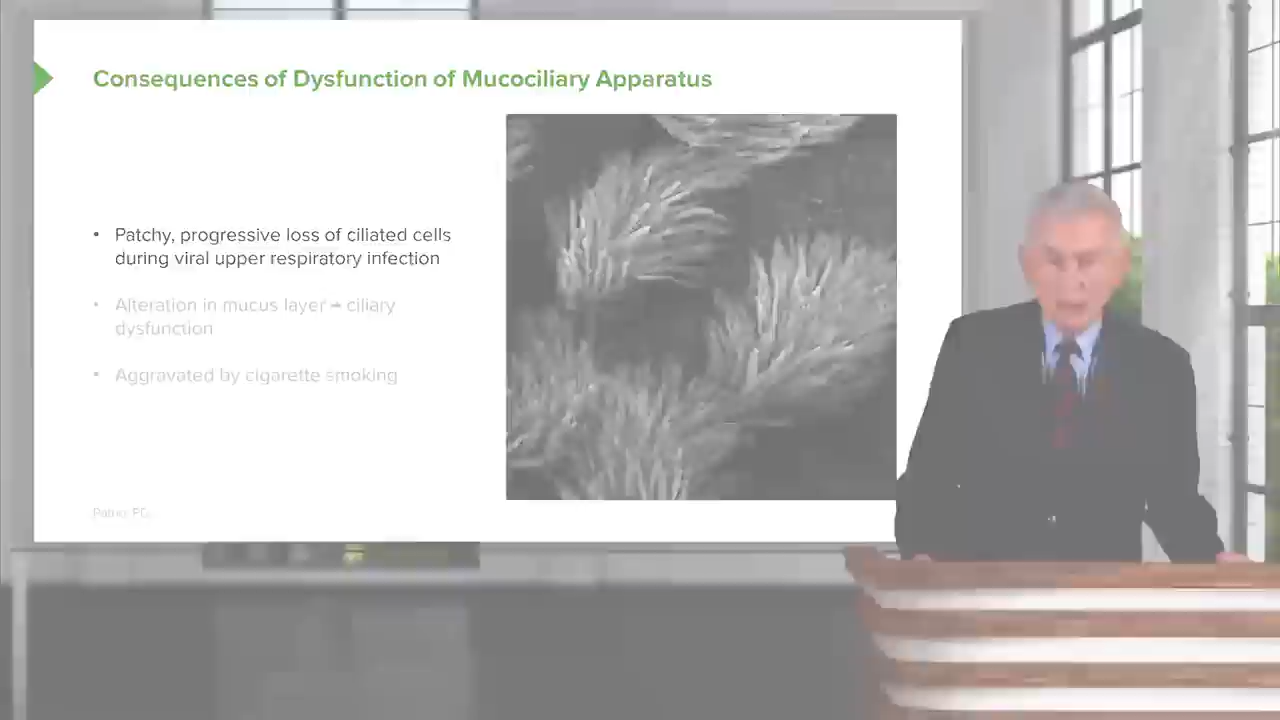 Consequences of Dysfunction of Mucociliary Apparatus
• Patchy, progressive loss of ciliated cells
during viral upper respiratory infection
• Alteration in mucus layer → ciliary
dysfunction
• Aggravated by cigarette smoking